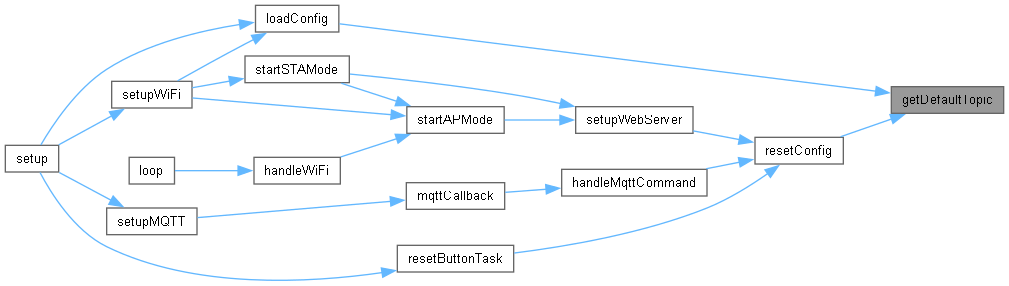 loadConfig
startSTAMode
setupWiFi
getDefaultTopic
startAPMode
setupWebServer
setup
resetConfig
loop
handleWiFi
handleMqttCommand
mqttCallback
setupMQTT
resetButtonTask